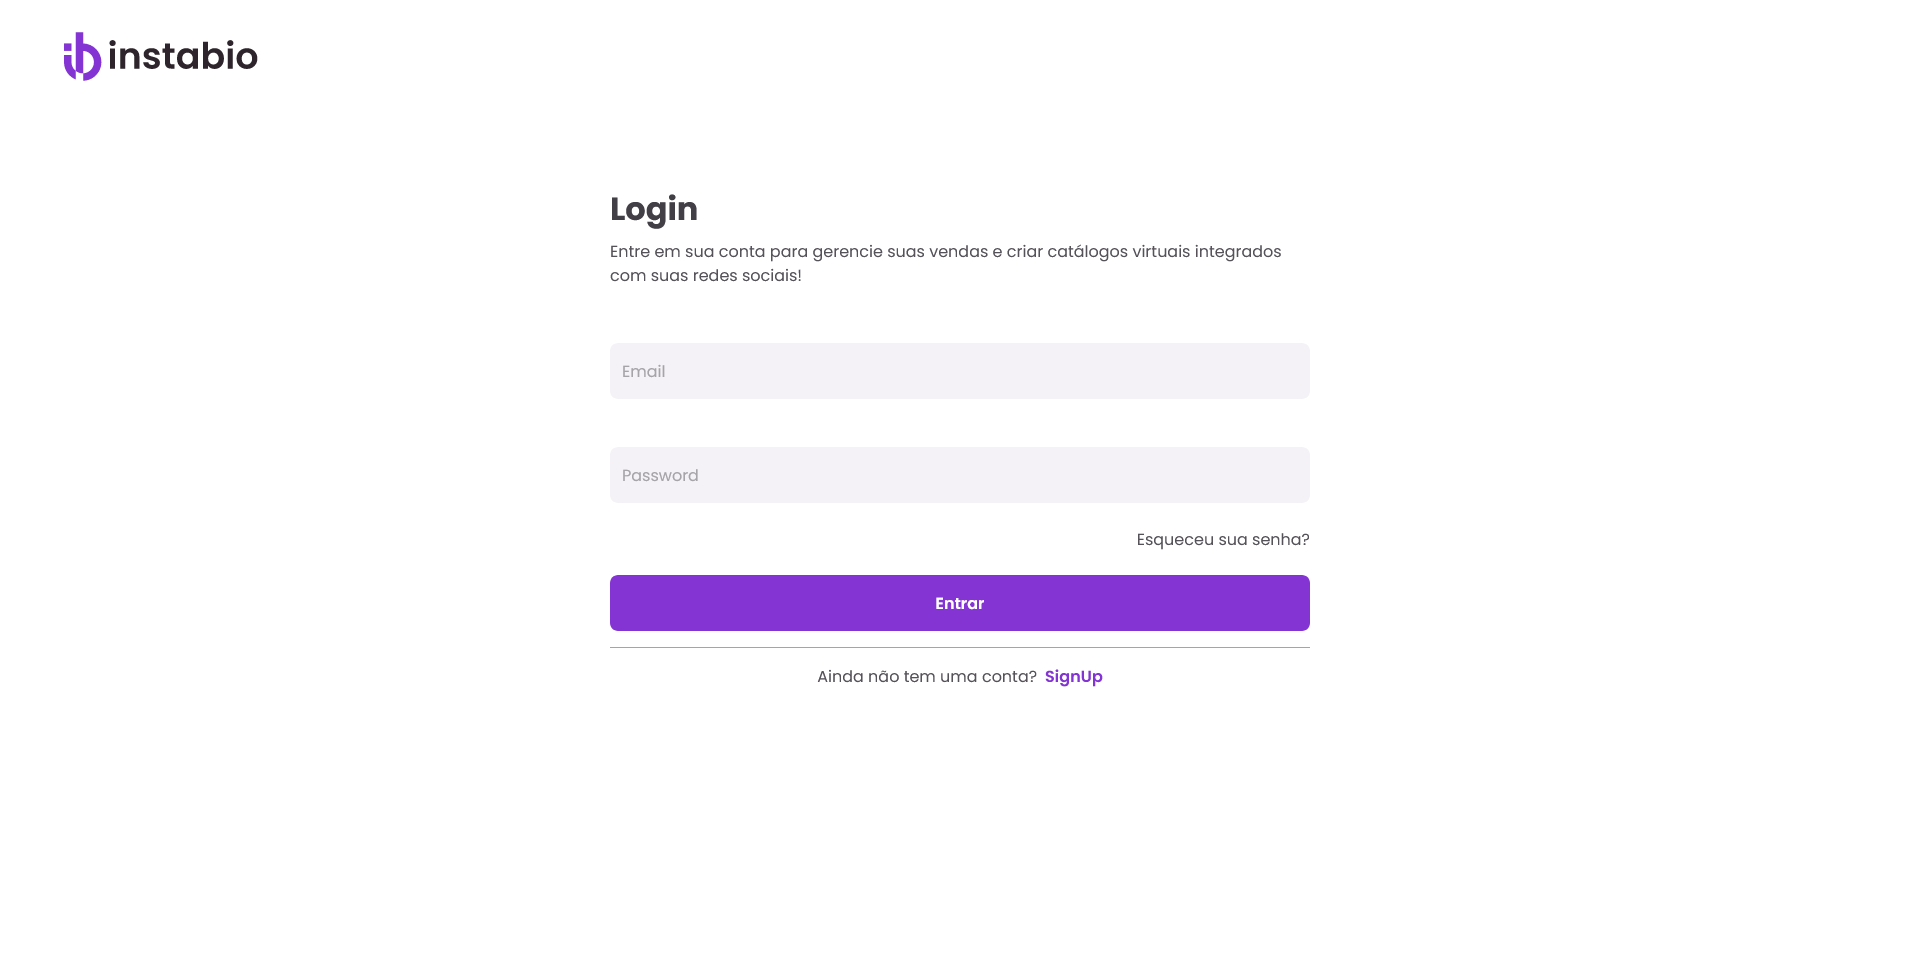 instabio
Login
Entre em sua conta para gerencie suas vendas e criar catálogos virtuais integrados
com suas redes sociais!
Email
Password
Esqueceu sua senha?
Entrar
Ainda não tem uma conta? SignUp